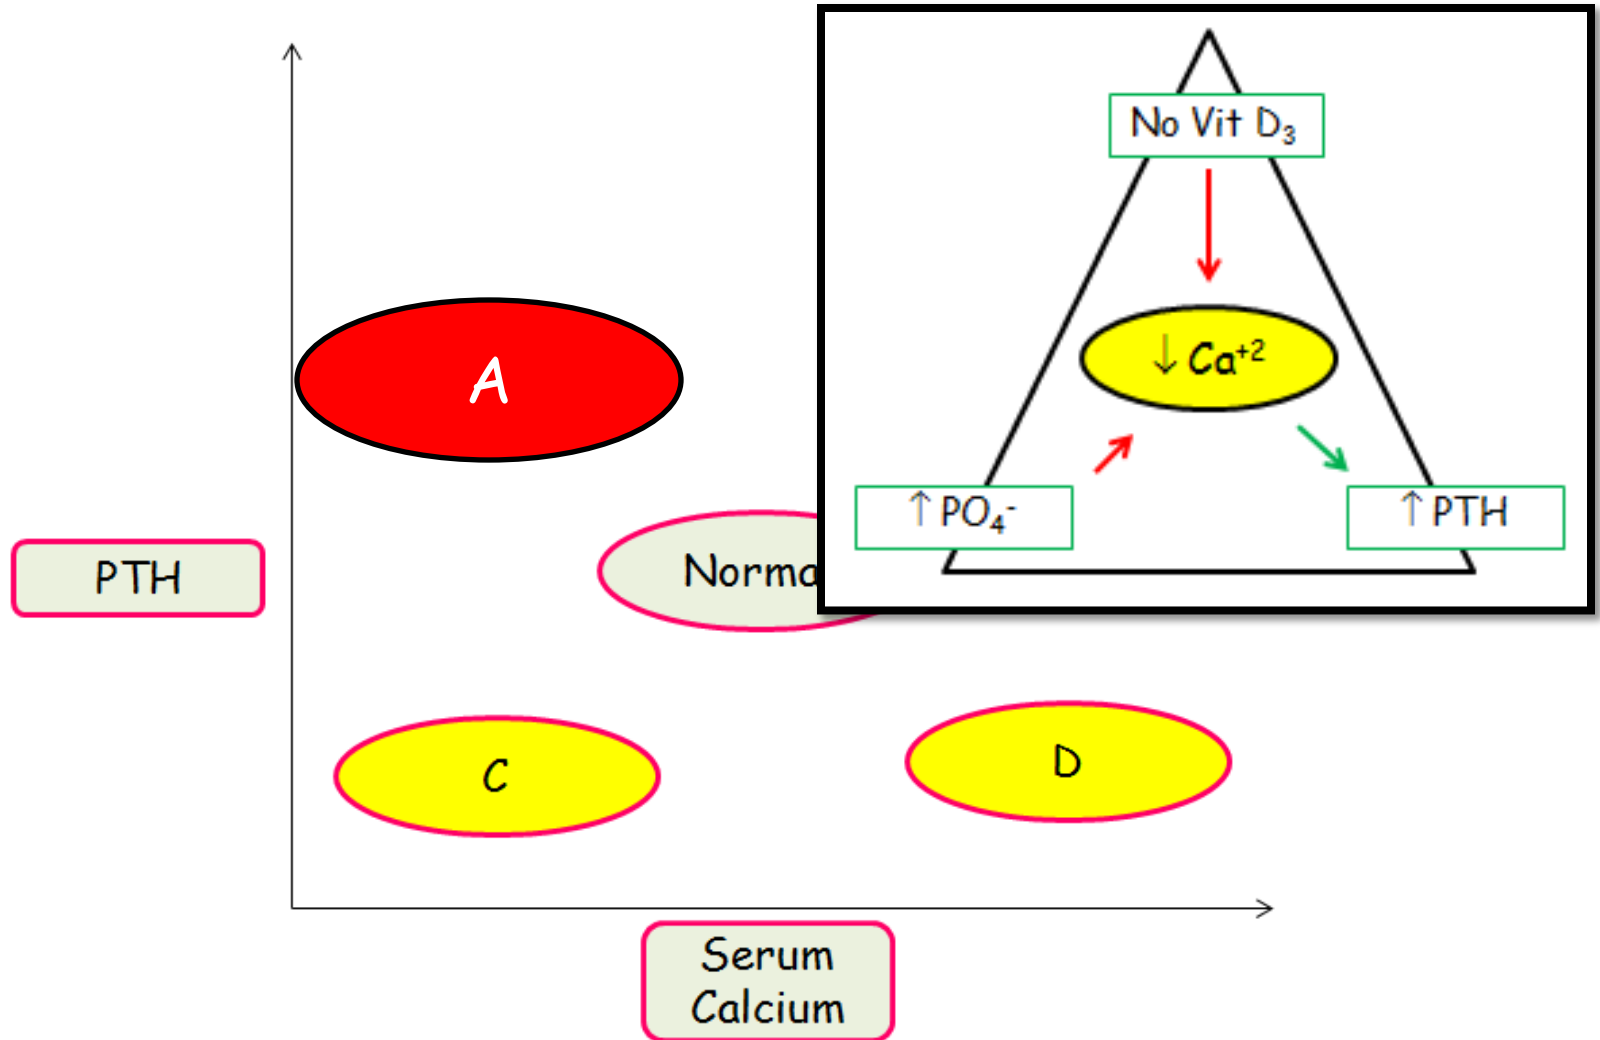 No Vit D₃
↓ Ca⁺²
↑ PO₄⁻
↑ PTH
A
Norma
PTH
C
D
Serum
Calcium